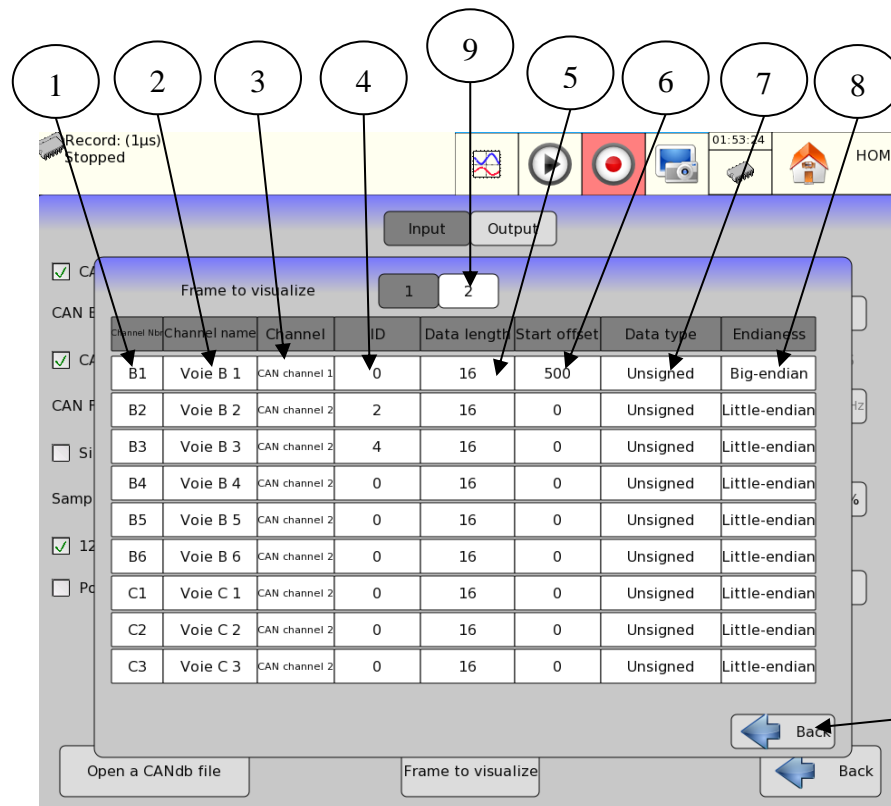 9
1 2 3 4 5 6 7 8
Record: (1µs)
Stopped
01:53:24
HOM
Input Output
CA
Frame to visualize 1 2
CAN B
Channel Nbr Channel name Channel ID Data length Start offset Data type Endianess
CA
B1 Voie B 1 CAN channel 1 0 16 500 Unsigned Big-endian
CAN F
B2 Voie B 2 CAN channel 2 2 16 0 Unsigned Little-endian
Hz
B3 Voie B 3 CAN channel 2 4 16 0 Unsigned Little-endian
Si
B4 Voie B 4 CAN channel 2 0 16 0 Unsigned Little-endian
Samp
%
B5 Voie B 5 CAN channel 2 0 16 0 Unsigned Little-endian
12
B6 Voie B 6 CAN channel 2 0 16 0 Unsigned Little-endian
Po
C1 Voie C 1 CAN channel 2 0 16 0 Unsigned Little-endian
C2 Voie C 2 CAN channel 2 0 16 0 Unsigned Little-endian
C3 Voie C 3 CAN channel 2 0 16 0 Unsigned Little-endian
Back
Open a CANdb file Frame to visualize Back